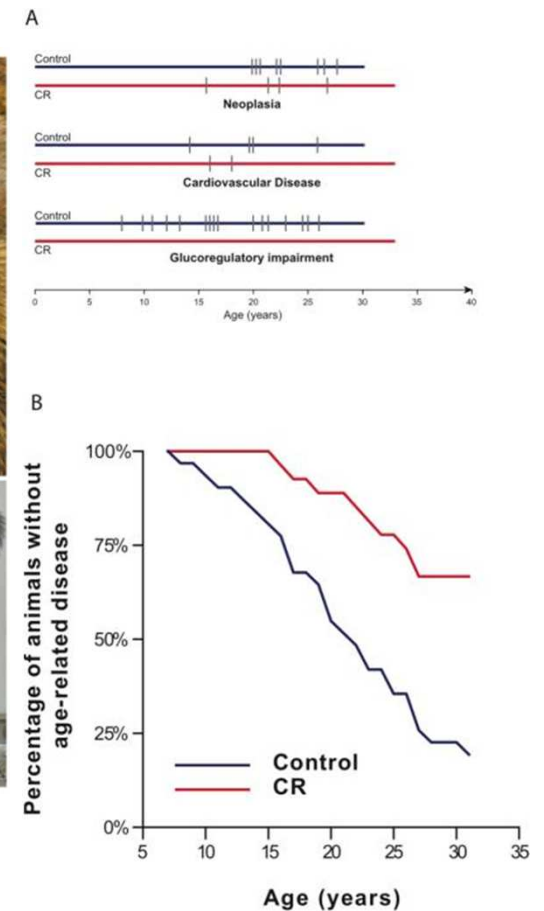 A
Control
CR
Neoplasia
Control
CR
Cardiovascular Disease
Control
CR
Glucoregulatory impairment
0 5 10 15 20 25 30 35 40
Age (years)
B
Percentage of animals without
age-related disease
100%
75%
50%
25%
0%
Control
CR
5 10 15 20 25 30 35
Age (years)